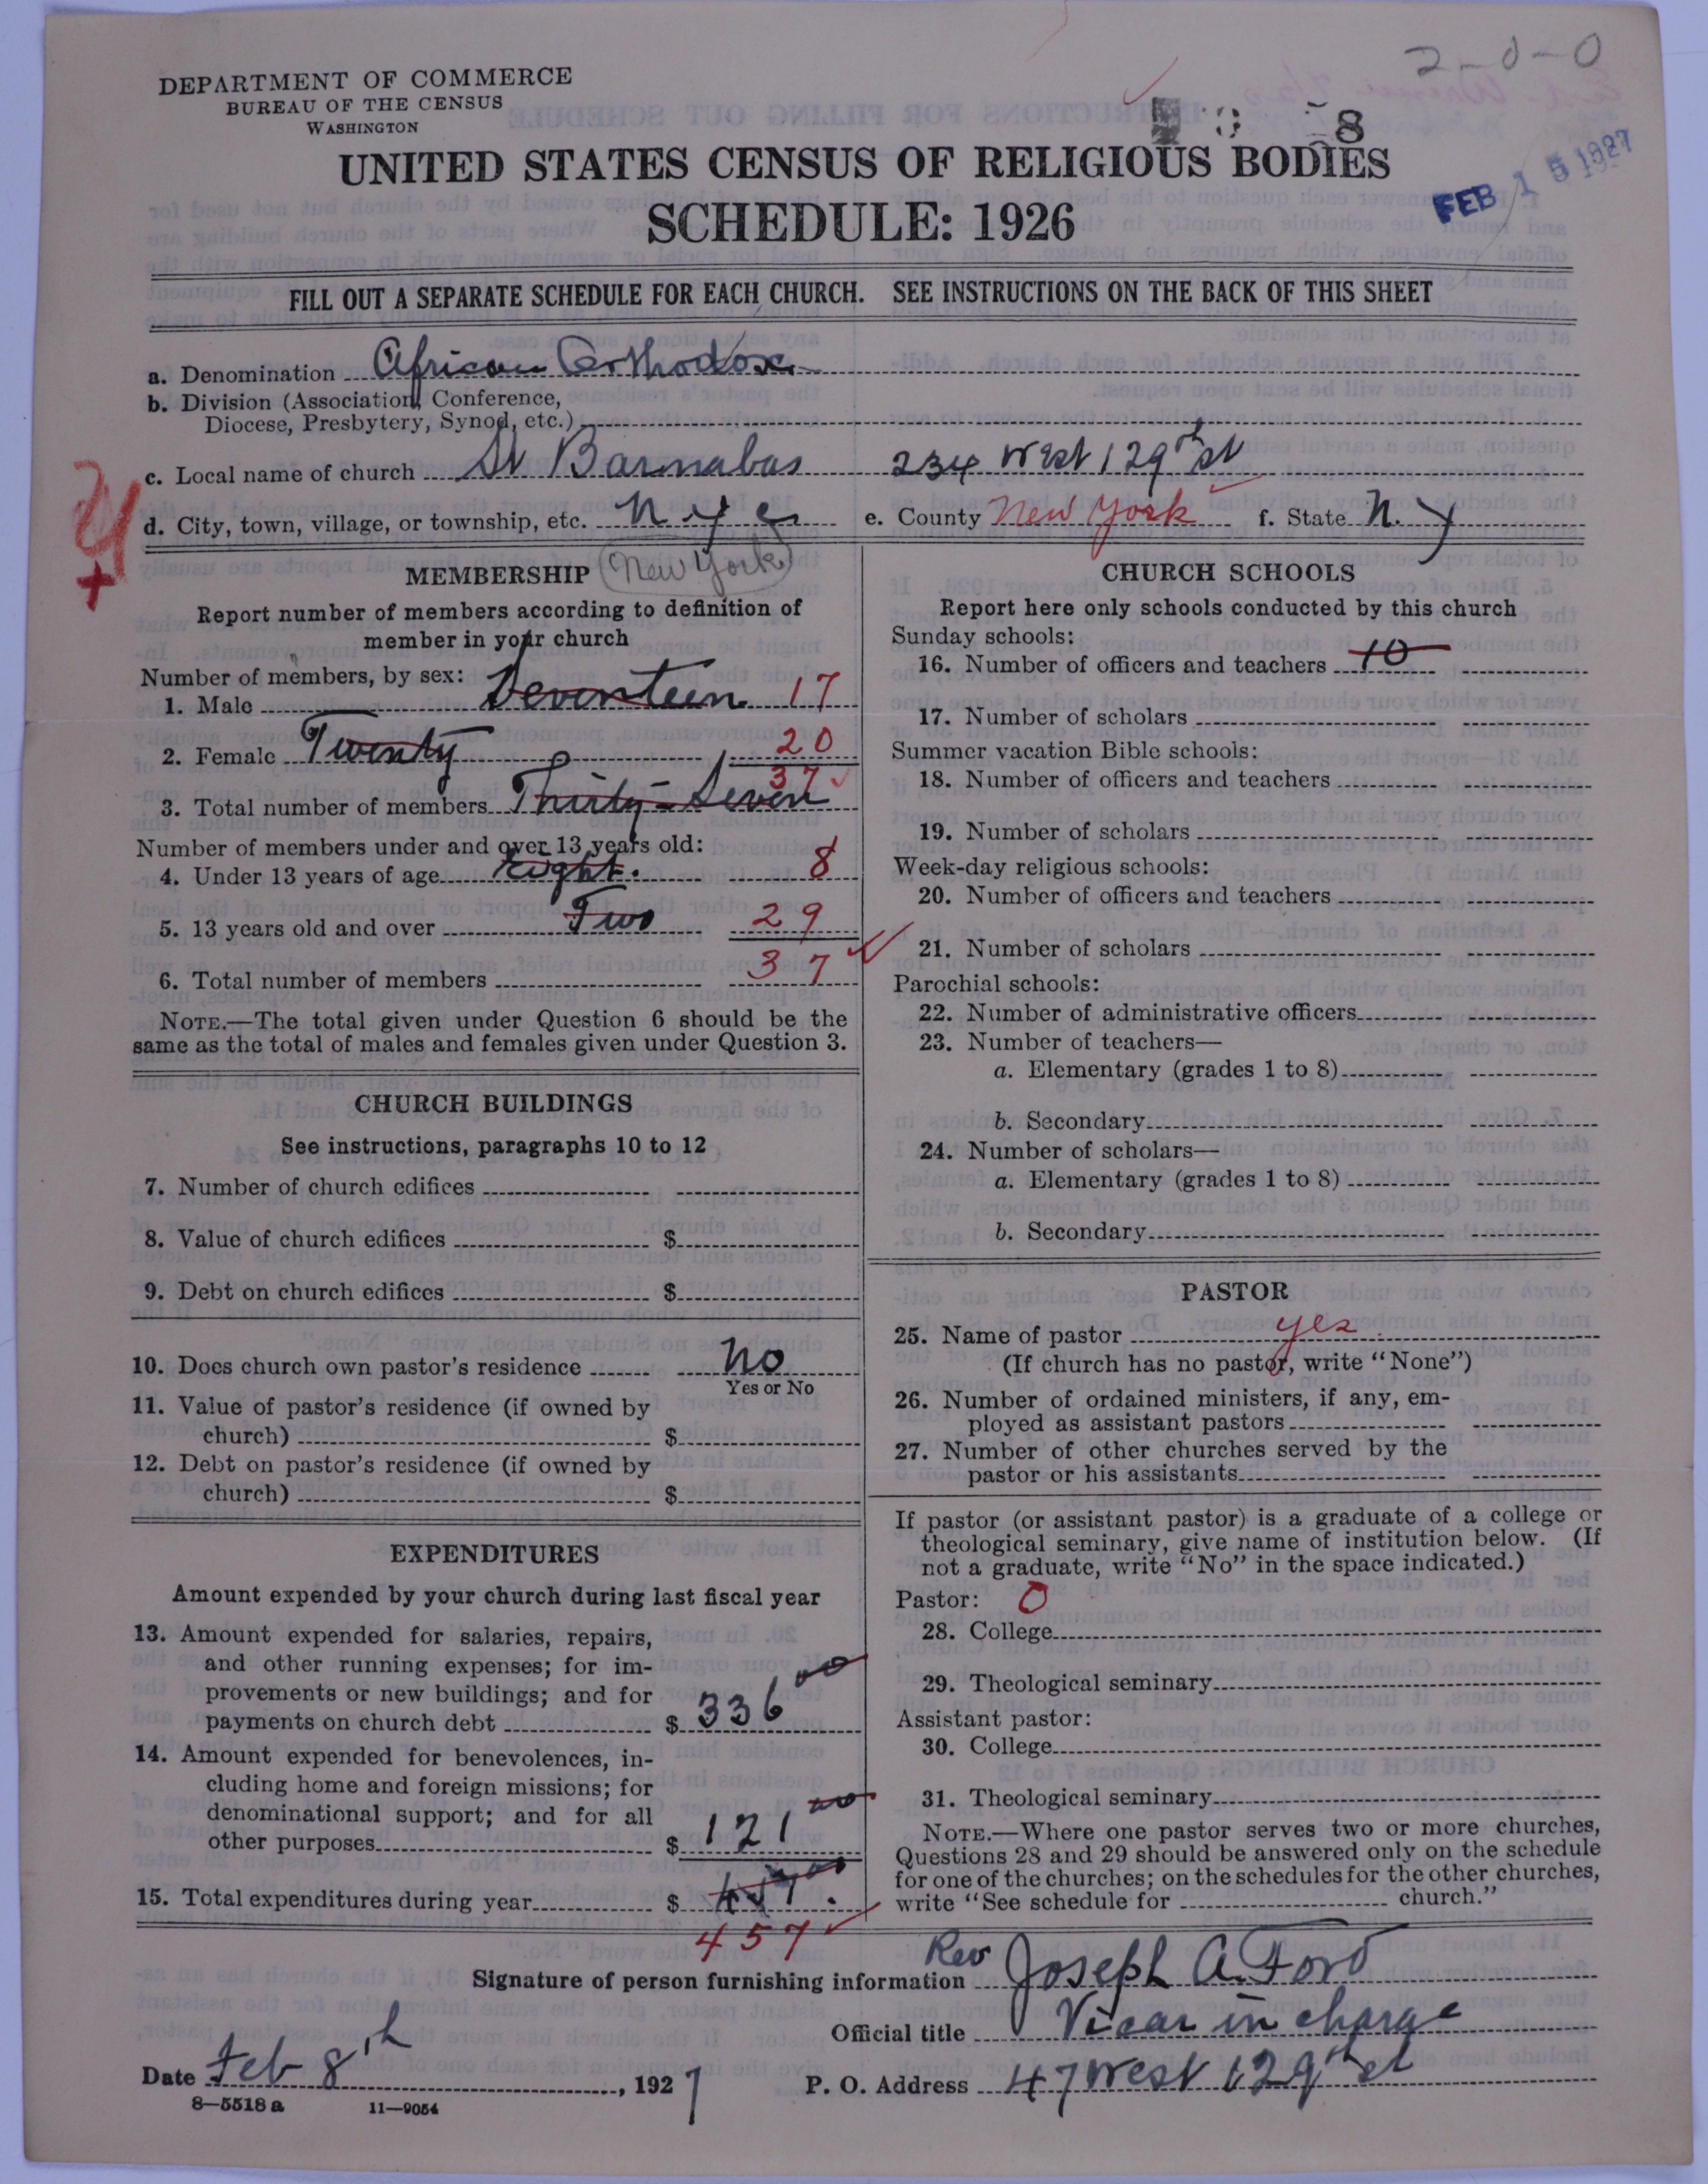 2-0-0
DEPARTMENT OF COMMERCE
BUREAU OF THE CENSUS
WASHINGTON
8
FEB 15 1927
UNITED STATES CENSUS OF RELIGIOUS BODIES
SCHEDULE: 1926
FILL OUT A SEPARATE SCHEDULE FOR EACH CHURCH. SEE INSTRUCTIONS ON THE BACK OF THIS SHEET
a. Denomination African Orthodox
b. Division (Association, Conference,
Diocese, Presbytery, Synod, etc.)
c. Local name of church St Barnabas 234 West 129th st
d. City, town, village, or township, etc. N Y C e. County New York f. State N. Y
(New York)
MEMBERSHIP
Report number of members according to definition of
member in your church
Number of members, by sex:
1. Male Seventeen 17
2. Female Twenty 20
3. Total number of members Thirty-Seven 37
Number of members under and over 13 years old:
4. Under 13 years of age Eight. 8
5. 13 years old and over Two 29
6. Total number of members 37
NOTE.—The total given under Question 6 should be the
same as the total of males and females given under Question 3.
CHURCH BUILDINGS
See instructions, paragraphs 10 to 12
7. Number of church edifices
8. Value of church edifices $
9. Debt on church edifices $
10. Does church own pastor's residence No
Yes or No
11. Value of pastor's residence (if owned by
church) $
12. Debt on pastor's residence (if owned by
church) $
EXPENDITURES
Amount expended by your church during last fiscal year
13. Amount expended for salaries, repairs,
and other running expenses; for im-
provements or new buildings; and for
payments on church debt $ 336 00
14. Amount expended for benevolences, in-
cluding home and foreign missions; for
denominational support; and for all
other purposes $ 121 00
15. Total expenditures during year $ 457. 00
457
CHURCH SCHOOLS
Report here only schools conducted by this church
Sunday schools:
16. Number of officers and teachers 10
17. Number of scholars
Summer vacation Bible schools:
18. Number of officers and teachers
19. Number of scholars
Week-day religious schools:
20. Number of officers and teachers
21. Number of scholars
Parochial schools:
22. Number of administrative officers
23. Number of teachers—
a. Elementary (grades 1 to 8)
b. Secondary
24. Number of scholars—
a. Elementary (grades 1 to 8)
b. Secondary
PASTOR
25. Name of pastor yes
(If church has no pastor, write "None")
26. Number of ordained ministers, if any, em-
ployed as assistant pastors
27. Number of other churches served by the
pastor or his assistants
If pastor (or assistant pastor) is a graduate of a college or
theological seminary, give name of institution below. (If
not a graduate, write "No" in the space indicated.)
Pastor: 0
28. College
29. Theological seminary
Assistant pastor:
30. College
31. Theological seminary
NOTE.—Where one pastor serves two or more churches,
Questions 28 and 29 should be answered only on the schedule
for one of the churches; on the schedules for the other churches,
write "See schedule for church."
Signature of person furnishing information Rev Joseph A. Ford
Official title Vicar in charge
Date Feb 8th, 1927 P. O. Address 47 West 129th st
8—5518 a 11—9054